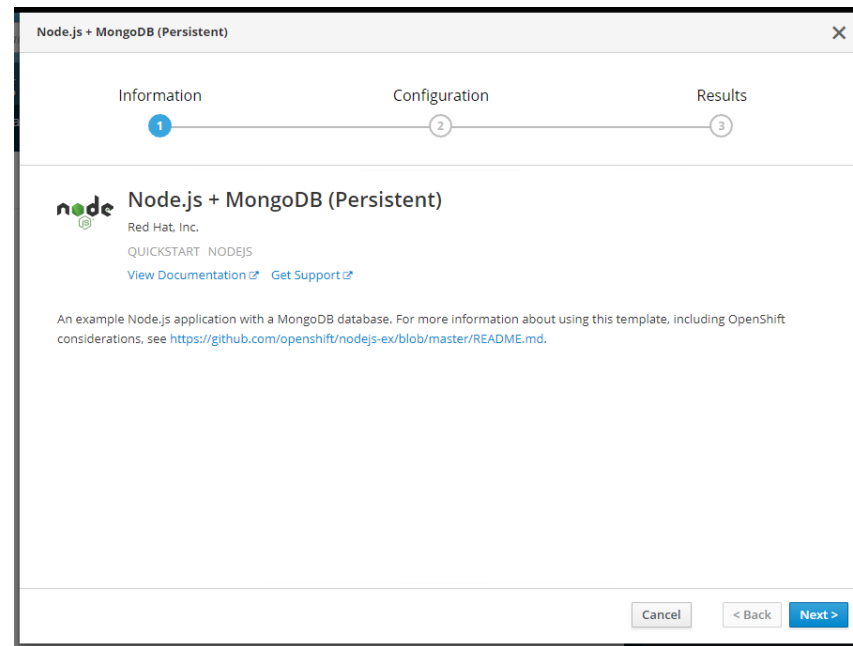 Node.js + MongoDB (Persistent)
Information
Configuration
Results
1
2
3
node
JS
Node.js + MongoDB (Persistent)
Red Hat, Inc.
QUICKSTART NODEJS
View Documentation Get Support
An example Node.js application with a MongoDB database. For more information about using this template, including OpenShift
considerations, see https://github.com/openshift/nodejs-ex/blob/master/README.md.
Cancel
< Back
Next >